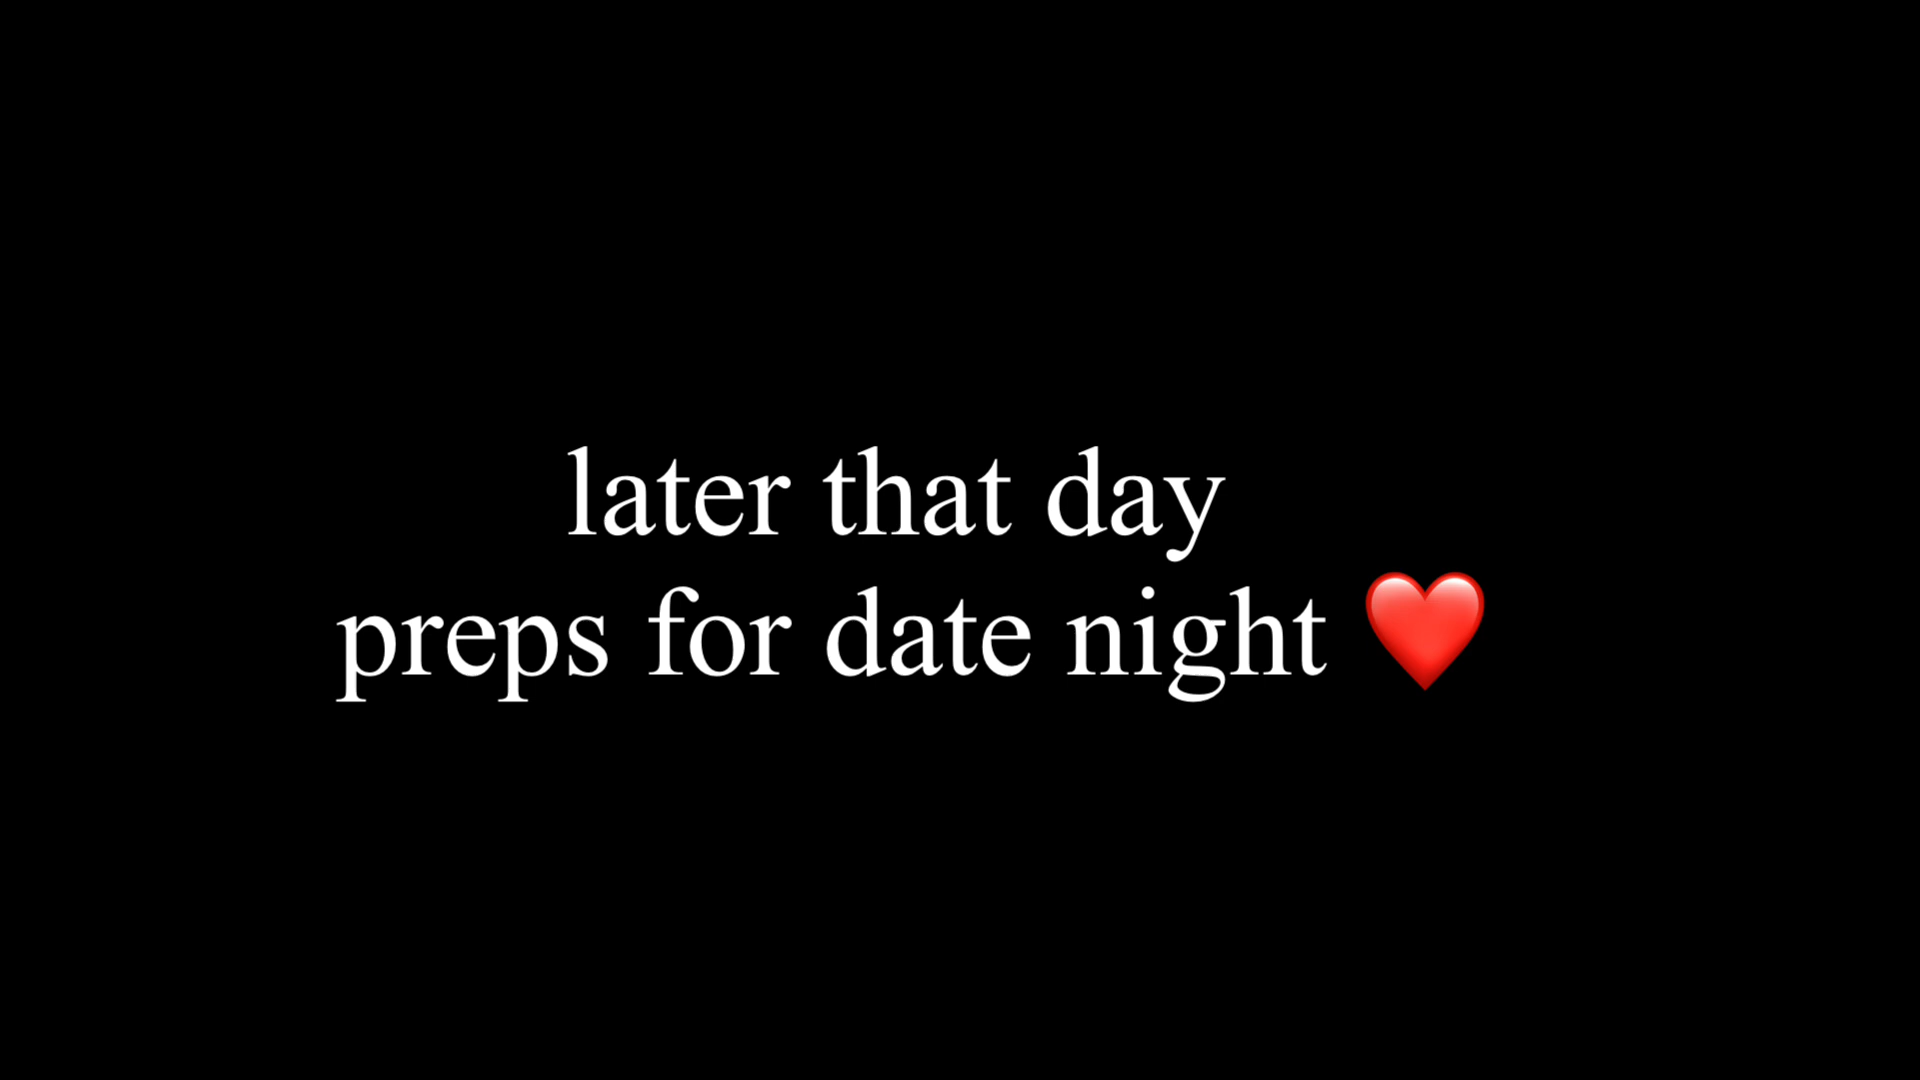 later that day
preps for date night ❤️